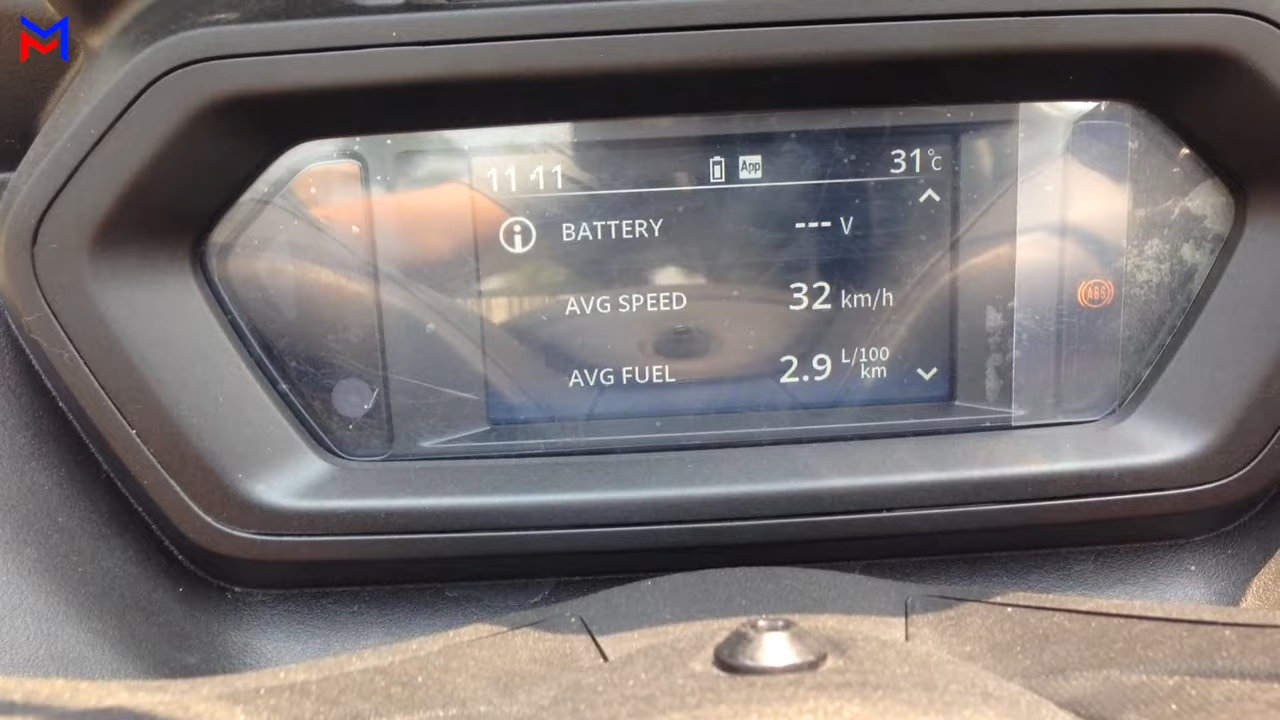 11 11 App 31°C
BATTERY --- V
AVG SPEED 32 km/h
AVG FUEL 2.9 L/100 km
ABS